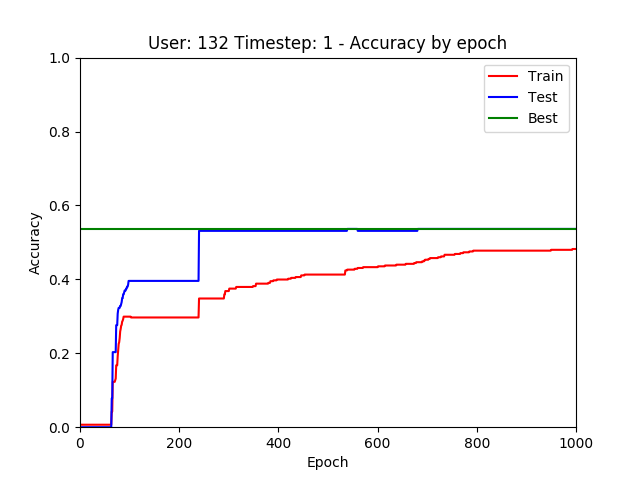 User: 132 Timestep: 1 - Accuracy by epoch
1.0
0.8
0.6
0.4
0.2
0.0
Accuracy
Train
Test
Best
0 200 400 600 800 1000
Epoch